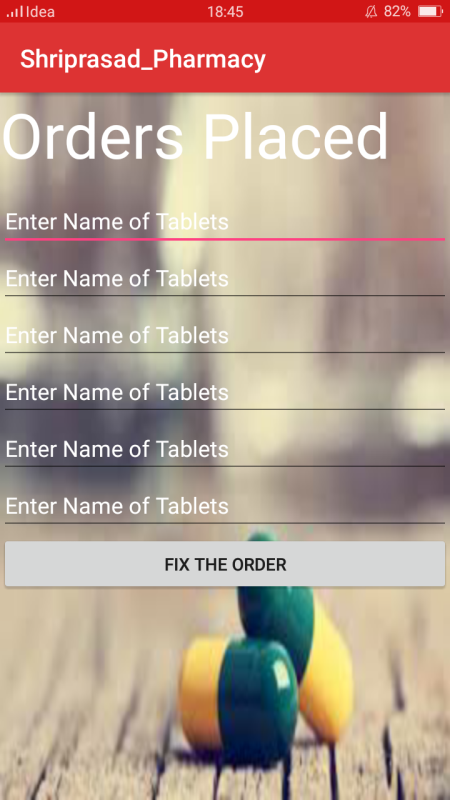 Idea 18:45 82%
Shriprasad_Pharmacy
Orders Placed
Enter Name of Tablets
Enter Name of Tablets
Enter Name of Tablets
Enter Name of Tablets
Enter Name of Tablets
Enter Name of Tablets
FIX THE ORDER